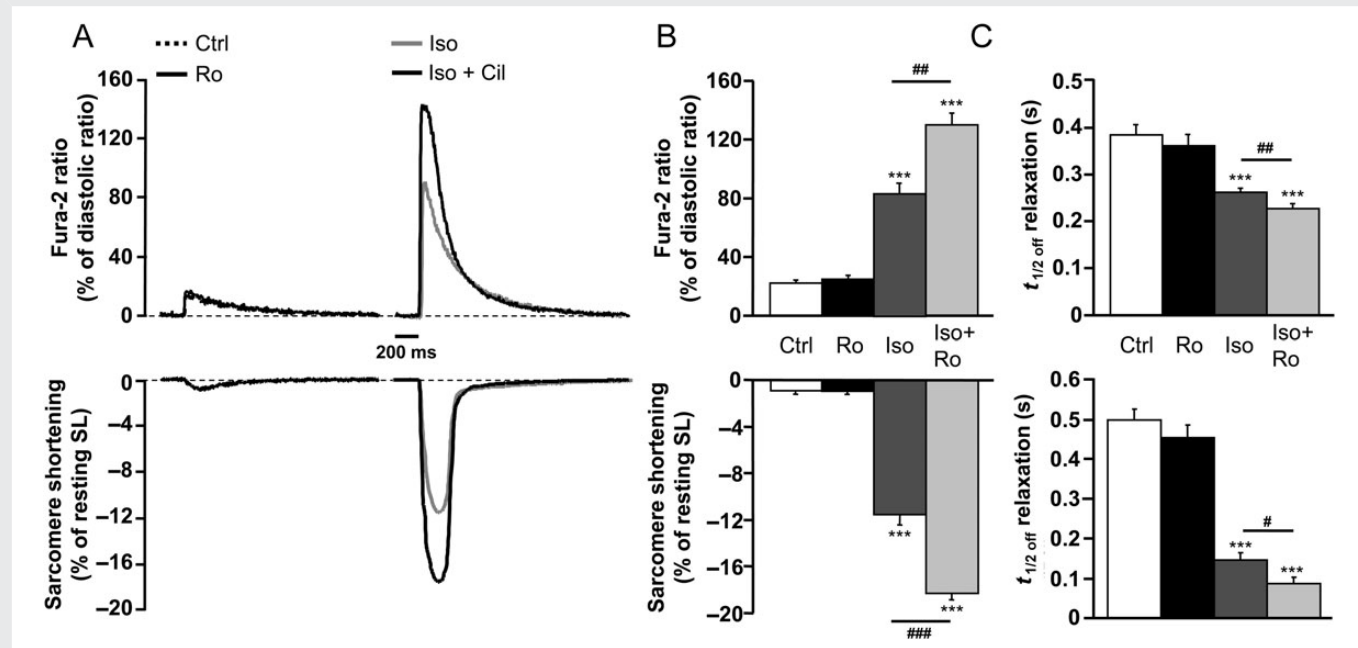 A
Ctrl
Ro
Iso
Iso + Cil
Fura-2 ratio
(% of diastolic ratio)
160
120
80
40
0
200 ms
Sarcomere shortening
(% of resting SL)
0
–4
–8
–12
–16
–20
B
Fura-2 ratio
(% of diastolic ratio)
160
120
80
40
0
***
##
***
Ctrl
Ro
Iso
Iso+
Ro
Sarcomere shortening
(% of resting SL)
0
–4
–8
–12
–16
–20
***
***
###
C
t1/2 off relaxation (s)
0.5
0.4
0.3
0.2
0.1
0
##
***
***
Ctrl
Ro
Iso
Iso+
Ro
t1/2 off relaxation (s)
0.6
0.5
0.4
0.3
0.2
0.1
0
#
***
***